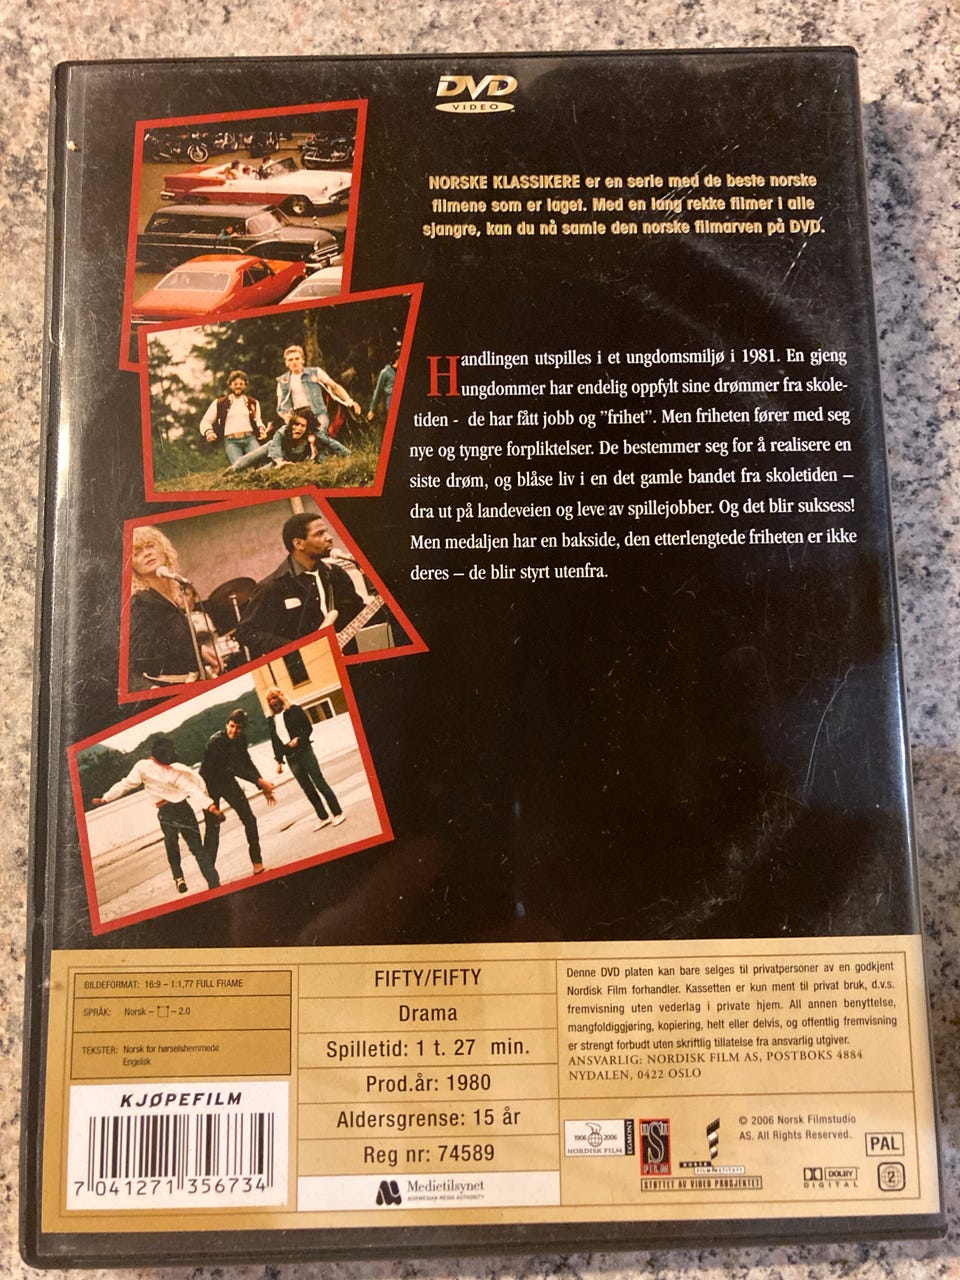 DVD
VIDEO
NORSKE KLASSIKERE er en serie med de beste norske
filmene som er laget. Med en lang rekke filmer i alle
sjangre, kan du nå samle den norske filmarven på DVD.
Handlingen utspilles i et ungdomsmiljø i 1981. En gjeng
ungdommer har endelig oppfylt sine drømmer fra skole-
tiden - de har fått jobb og ”frihet”. Men friheten fører med seg
nye og tyngre forpliktelser. De bestemmer seg for å realisere en
siste drøm, og blåse liv i en det gamle bandet fra skoletiden –
dra ut på landeveien og leve av spillejobber. Og det blir suksess!
Men medaljen har en bakside, den etterlengtede friheten er ikke
deres – de blir styrt utenfra.
BILDEFORMAT: 16:9 – 1:1,77 FULL FRAME
SPRÅK: Norsk – – 2.0
TEKSTER: Norsk for hørselshemmede
Engelsk
KJØPEFILM
7 041271 356734
FIFTY/FIFTY
Drama
Spilletid: 1 t. 27 min.
Prod.år: 1980
Aldersgrense: 15 år
Reg nr: 74589
Medietilsynet
NORWEGIAN MEDIA AUTHORITY
Denne DVD platen kan bare selges til privatpersoner av en godkjent
Nordisk Film forhandler. Kassetten er kun ment til privat bruk, d.v.s.
fremvisning uten vederlag i private hjem. All annen benyttelse,
mangfoldiggjøring, kopiering, helt eller delvis, og offentlig fremvisning
er strengt forbudt uten skriftlig tillatelse fra ansvarlig utgiver.
ANSVARLIG: NORDISK FILM AS, POSTBOKS 4884
NYDALEN, 0422 OSLO
1906 2006
NORDISK FILM
EGMONT
FILM
NORSK
FILMINSTITUTT
STØTTET AV VIDEO PROSJEKTET
© 2006 Norsk Filmstudio
AS. All Rights Reserved.
PAL
DOLBY
DIGITAL
2